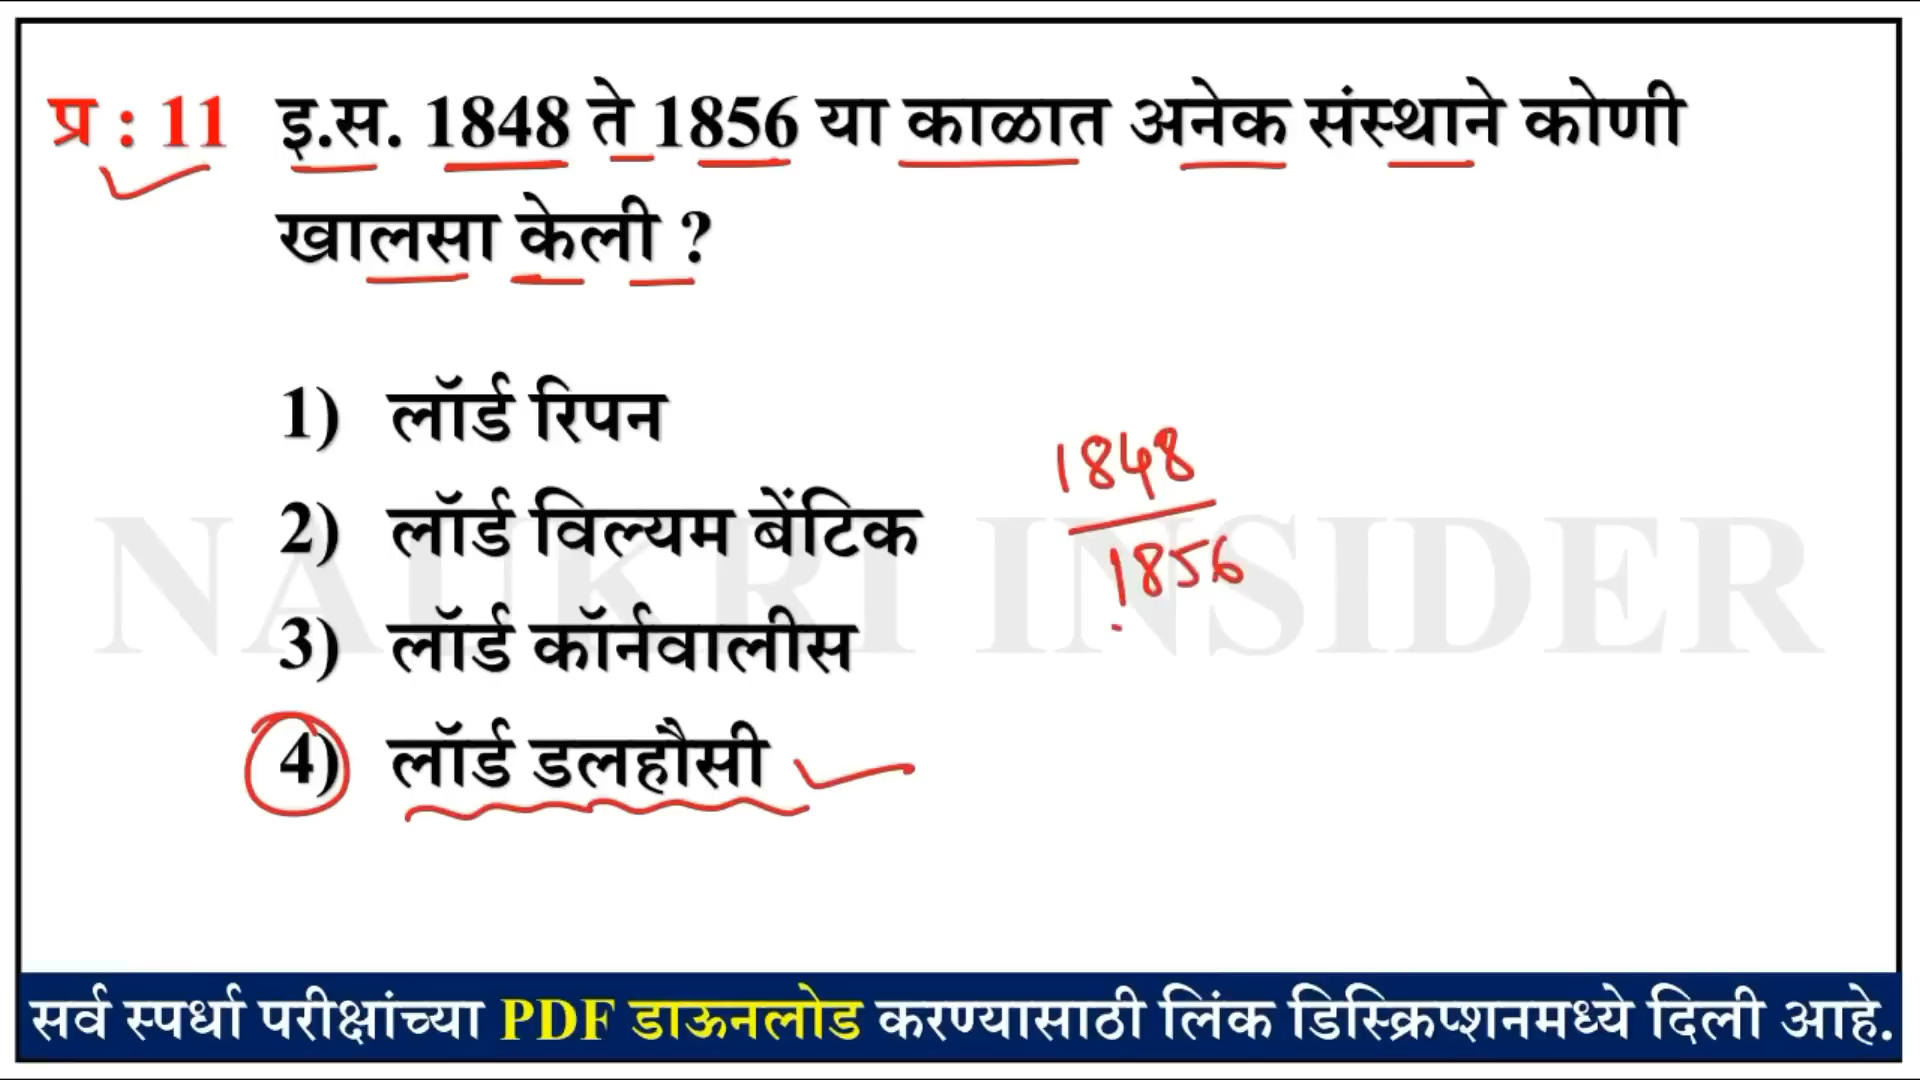 प्र : 11 इ.स. 1848 ते 1856 या काळात अनेक संस्थाने कोणी
खालसा केली ?
1) लॉर्ड रिपन
2) लॉर्ड विल्यम बेंटिक
3) लॉर्ड कॉर्नवालीस
4) लॉर्ड डलहौसी
1848
1856
NAUKRI INSIDER
सर्व स्पर्धा परीक्षांच्या PDF डाऊनलोड करण्यासाठी लिंक डिस्क्रिप्शनमध्ये दिली आहे.